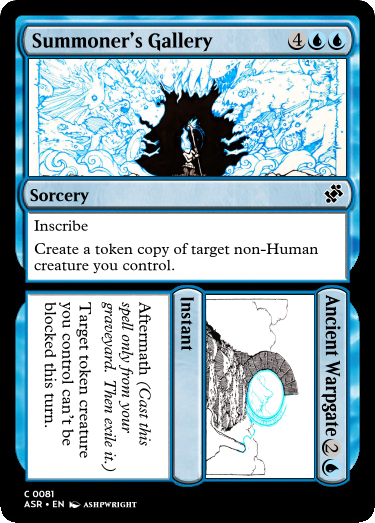 Summoner's Gallery 4
Sorcery
Inscribe
Create a token copy of target non-Human
creature you control.
Ancient Warpgate 2
Instant
Aftermath (Cast this
spell only from your
graveyard. Then exile it.)
Target token creature
you control can't be
blocked this turn.
C 0081
ASR • EN ASHPWRIGHT